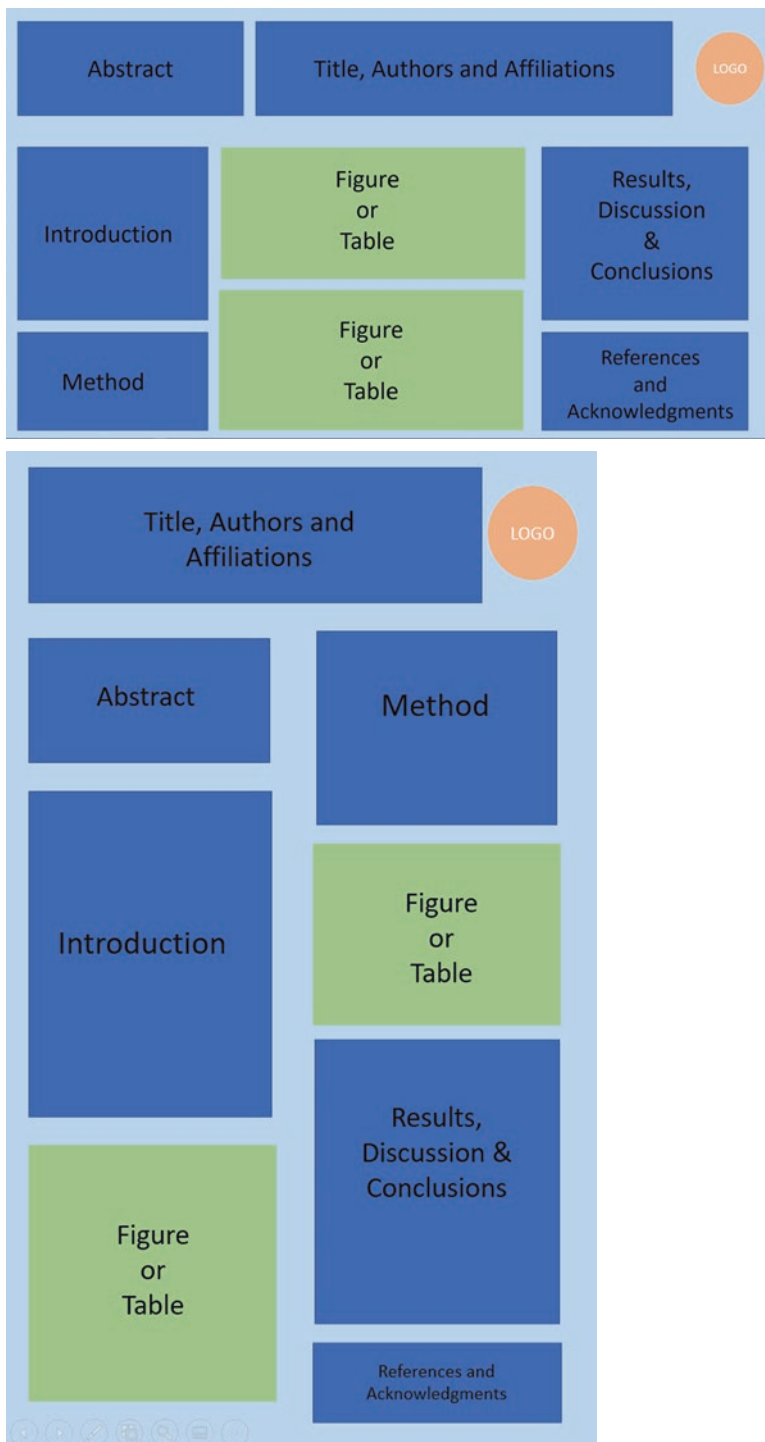 Abstract
Title, Authors and Affiliations
LOGO
Introduction
Figure
or
Table
Results,
Discussion
&
Conclusions
Method
Figure
or
Table
References
and
Acknowledgments
Title, Authors and
Affiliations
LOGO
Abstract
Introduction
Figure
or
Table
Method
Figure
or
Table
Results,
Discussion &
Conclusions
References and
Acknowledgments